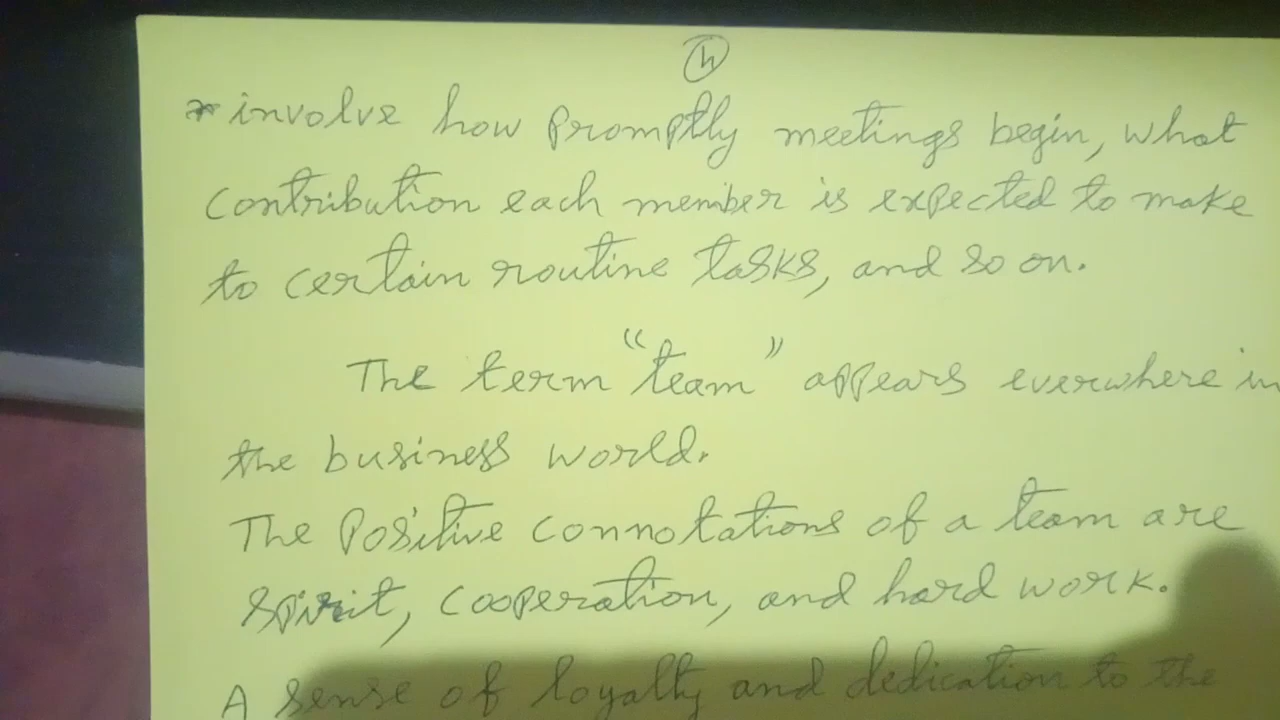 4
* involve how promptly meetings begin, what
contribution each member is expected to make
to certain routine tasks, and so on.
The term "team" appears everwhere in
the business world.
The Positive connotations of a team are
spirit, cooperation, and hard work.
A sense of loyalty and dedication to the